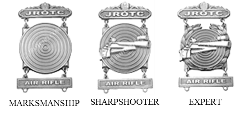 JROTC JROTC JROTC
AIR RIFLE AIR RIFLE AIR RIFLE
MARKSMANSHIP SHARPSHOOTER EXPERT